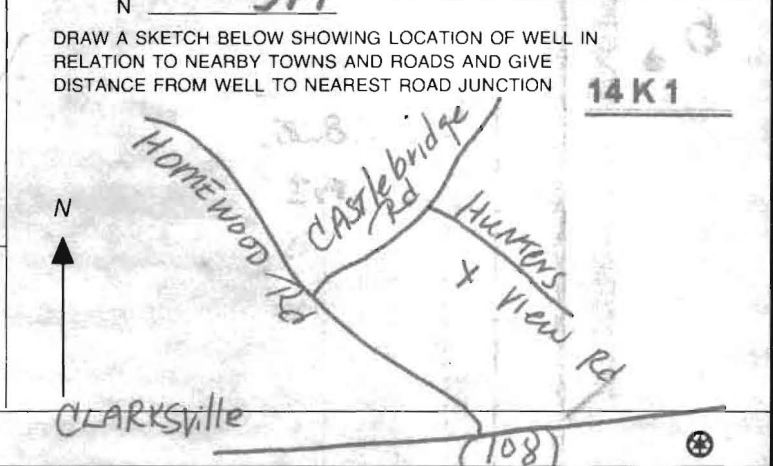 N
DRAW A SKETCH BELOW SHOWING LOCATION OF WELL IN
RELATION TO NEARBY TOWNS AND ROADS AND GIVE
DISTANCE FROM WELL TO NEAREST ROAD JUNCTION
14 K 1
HOMEWOOD Rd
CASTlebridge Rd
HUNTERS View Rd
X
N
CLARKSville
(108)